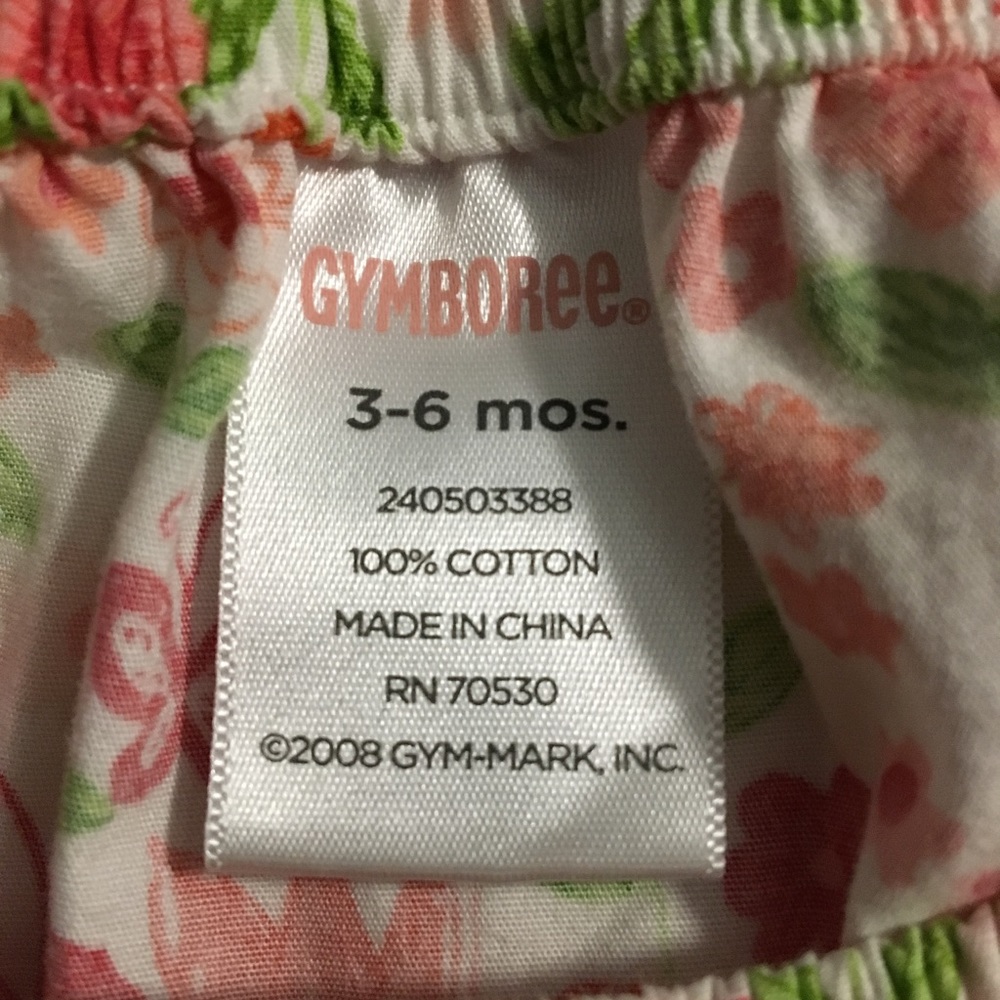 GYMBOREE®
3-6 mos.
240503388
100% COTTON
MADE IN CHINA
RN 70530
©2008 GYM-MARK, INC.